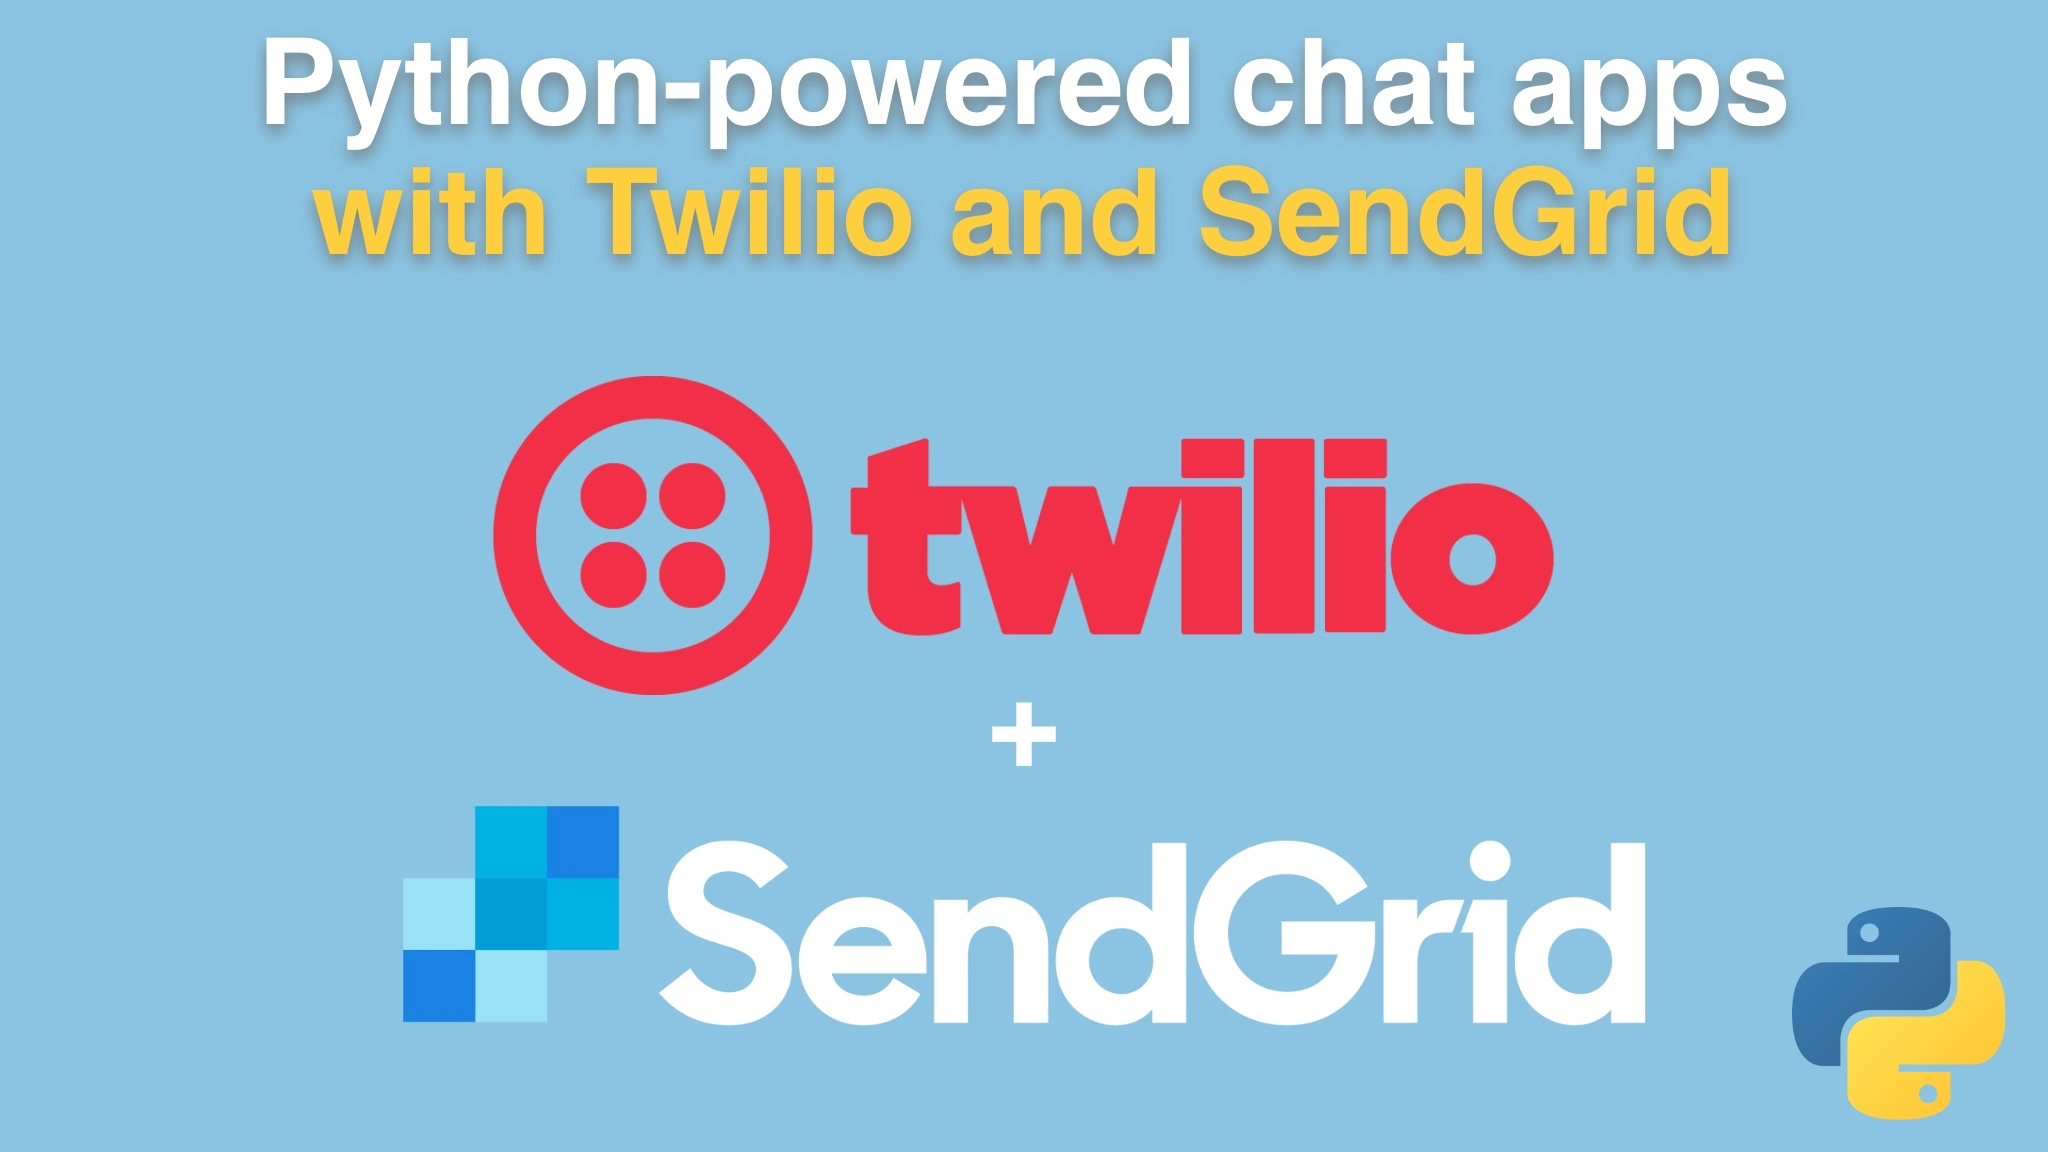 Python-powered chat apps
with Twilio and SendGrid
twilio
+
SendGrid